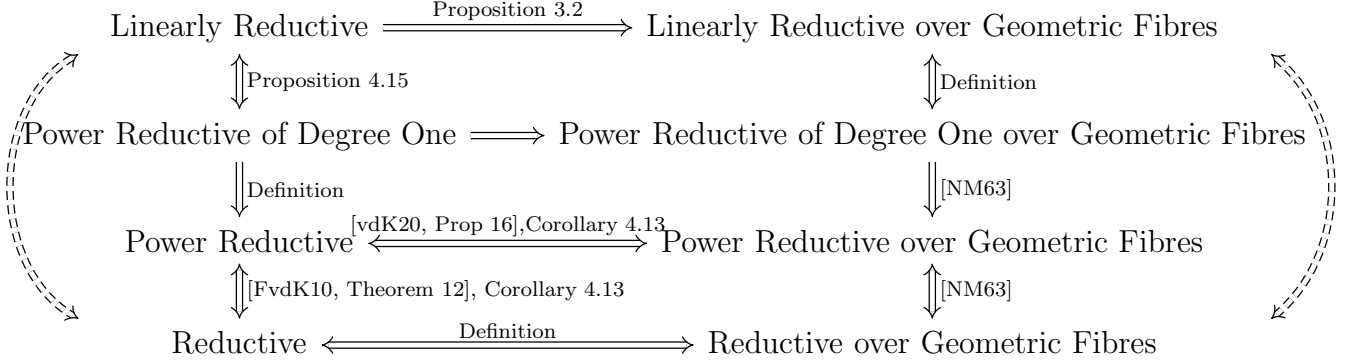 Proposition 3.2
Linearly Reductive Linearly Reductive over Geometric Fibres
Proposition 4.15 Definition
Power Reductive of Degree One Power Reductive of Degree One over Geometric Fibres
Definition [NM63]
[vdK20, Prop 16],Corollary 4.13
Power Reductive Power Reductive over Geometric Fibres
[FvdK10, Theorem 12], Corollary 4.13 [NM63]
Definition
Reductive Reductive over Geometric Fibres